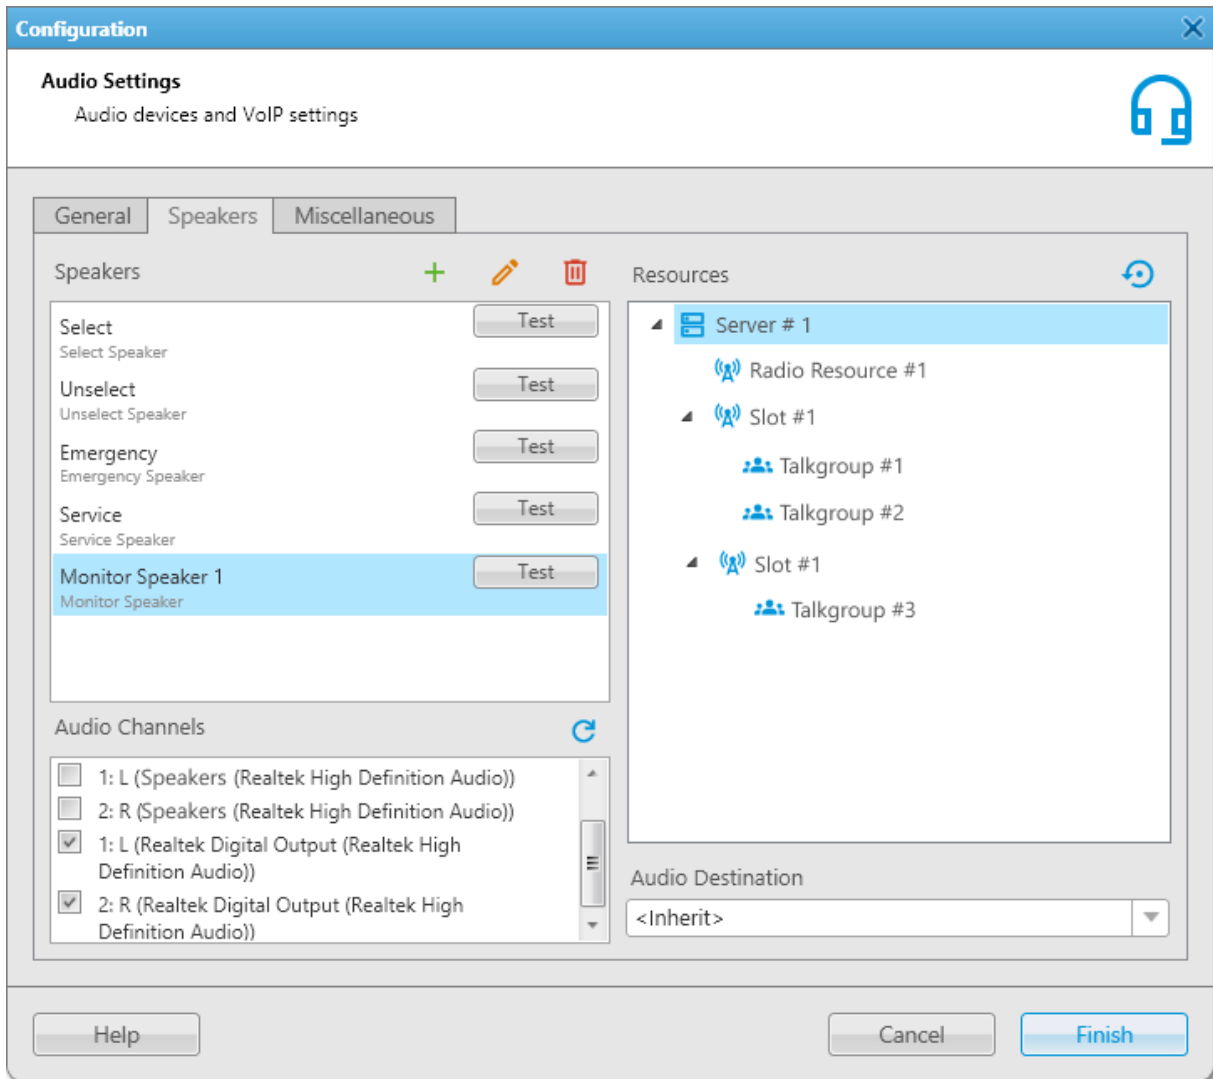 Configuration
Audio Settings
Audio devices and VoIP settings
General
Speakers
Miscellaneous
Speakers
Select
Select Speaker
Test
Unselect
Unselect Speaker
Test
Emergency
Emergency Speaker
Test
Service
Service Speaker
Test
Monitor Speaker 1
Monitor Speaker
Test
Audio Channels
1: L (Speakers (Realtek High Definition Audio))
2: R (Speakers (Realtek High Definition Audio))
1: L (Realtek Digital Output (Realtek High
Definition Audio))
2: R (Realtek Digital Output (Realtek High
Definition Audio))
Resources
Server # 1
Radio Resource #1
Slot #1
Talkgroup #1
Talkgroup #2
Slot #1
Talkgroup #3
Audio Destination
<Inherit>
Help
Cancel
Finish